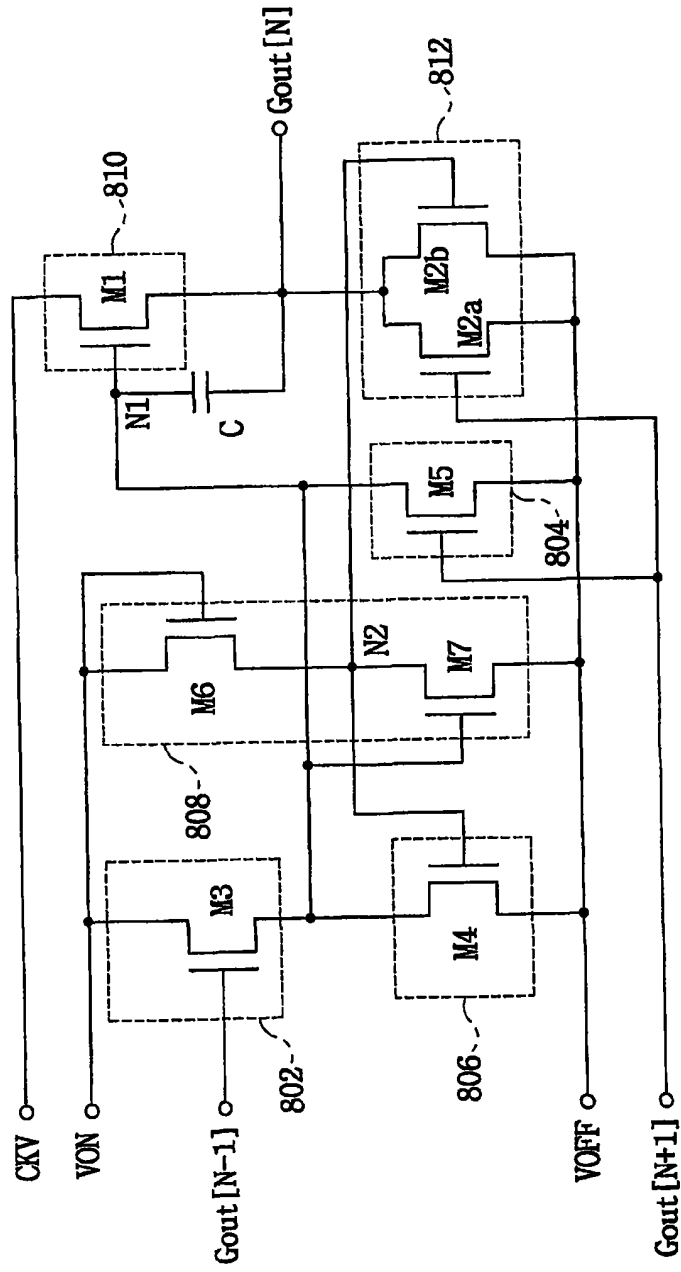 CKV
VON
Gout[N-1]
VOFF
Gout[N+1]
802
M3
806
M4
808
M6
N2
M7
804
M5
N1
C
810
M1
Gout[N]
812
M2a
M2b